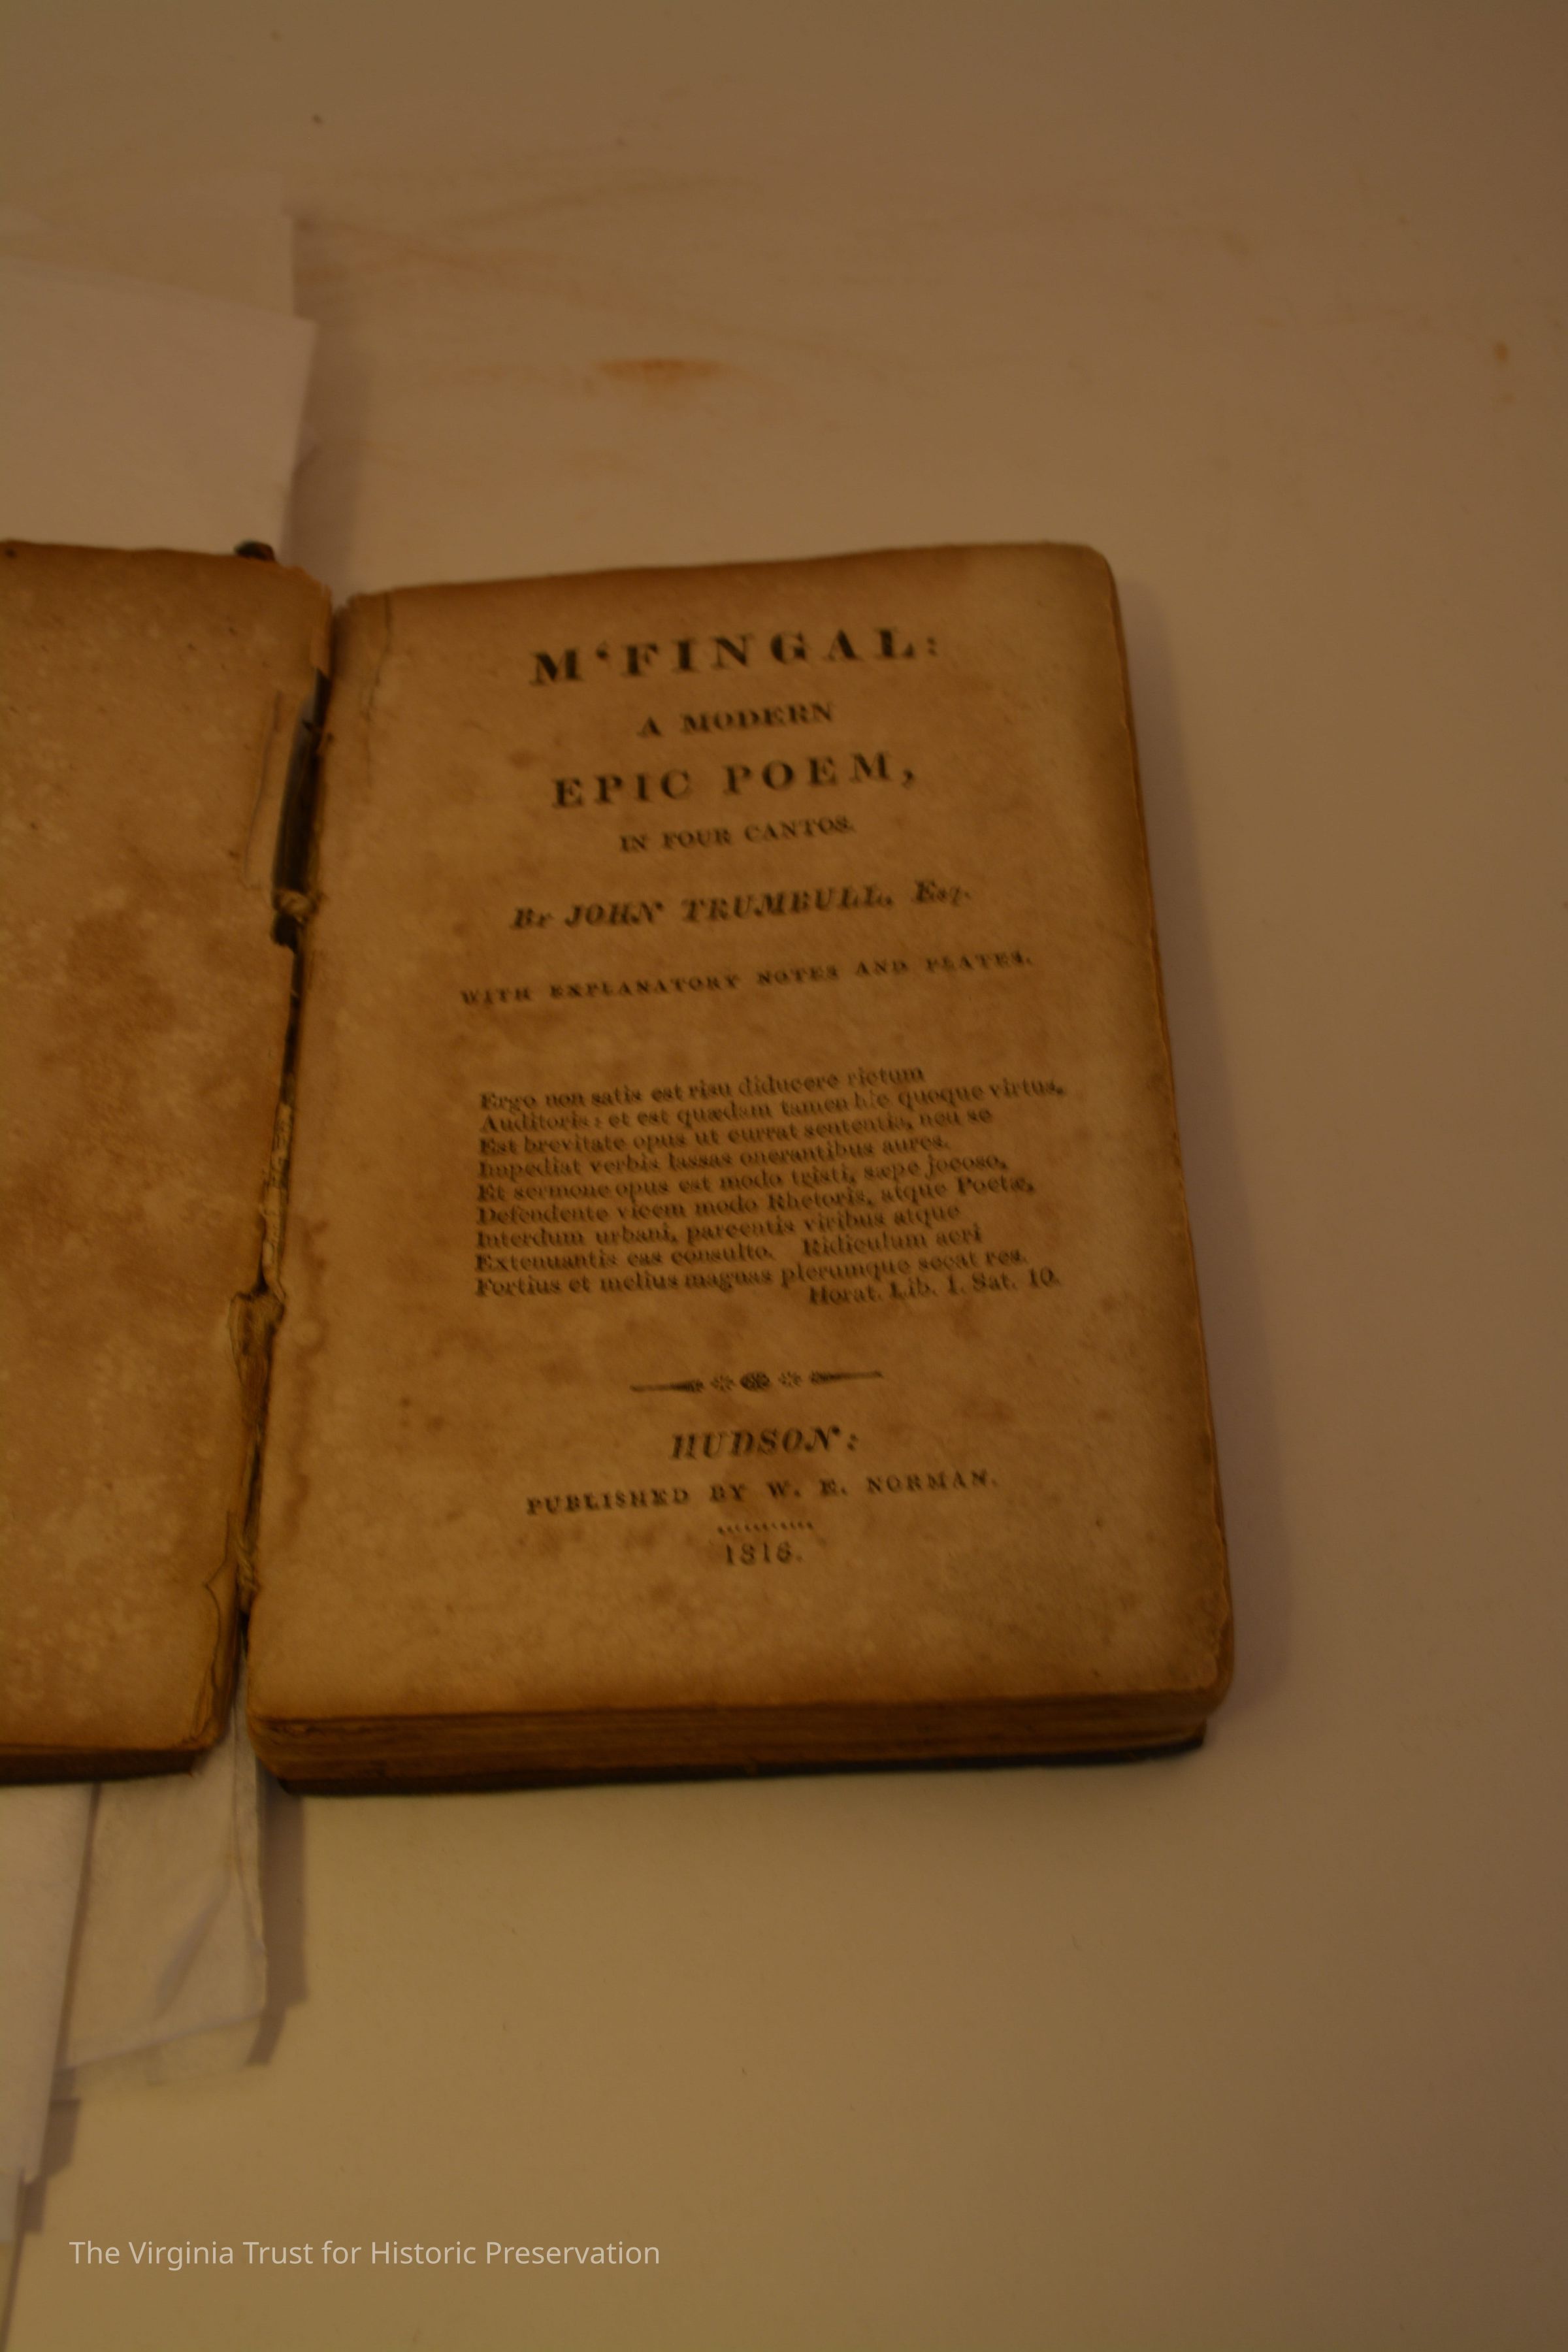 M‘FINGAL:
A MODERN
EPIC POEM,
IN FOUR CANTOS.
By JOHN TRUMBULL, Esq.
WITH EXPLANATORY NOTES AND PLATES.
Ergo non satis est risu diducere rictum
Auditoris: et est quædam tamen hic quoque virtus,
Est brevitate opus ut currat sententia, neu se
Impediat verbis lassas onerantibus aures.
Et sermone opus est modo tristi, sæpe jocoso,
Defendente vicem modo Rhetoris, atque Poetæ,
Interdum urbani, parcentis viribus atque
Extenuantis eas consulto. Ridiculum acri
Fortius et melius magnas plerumque secat res.
Horat. Lib. 1. Sat. 10.
HUDSON:
PUBLISHED BY W. E. NORMAN.
1816.
The Virginia Trust for Historic Preservation